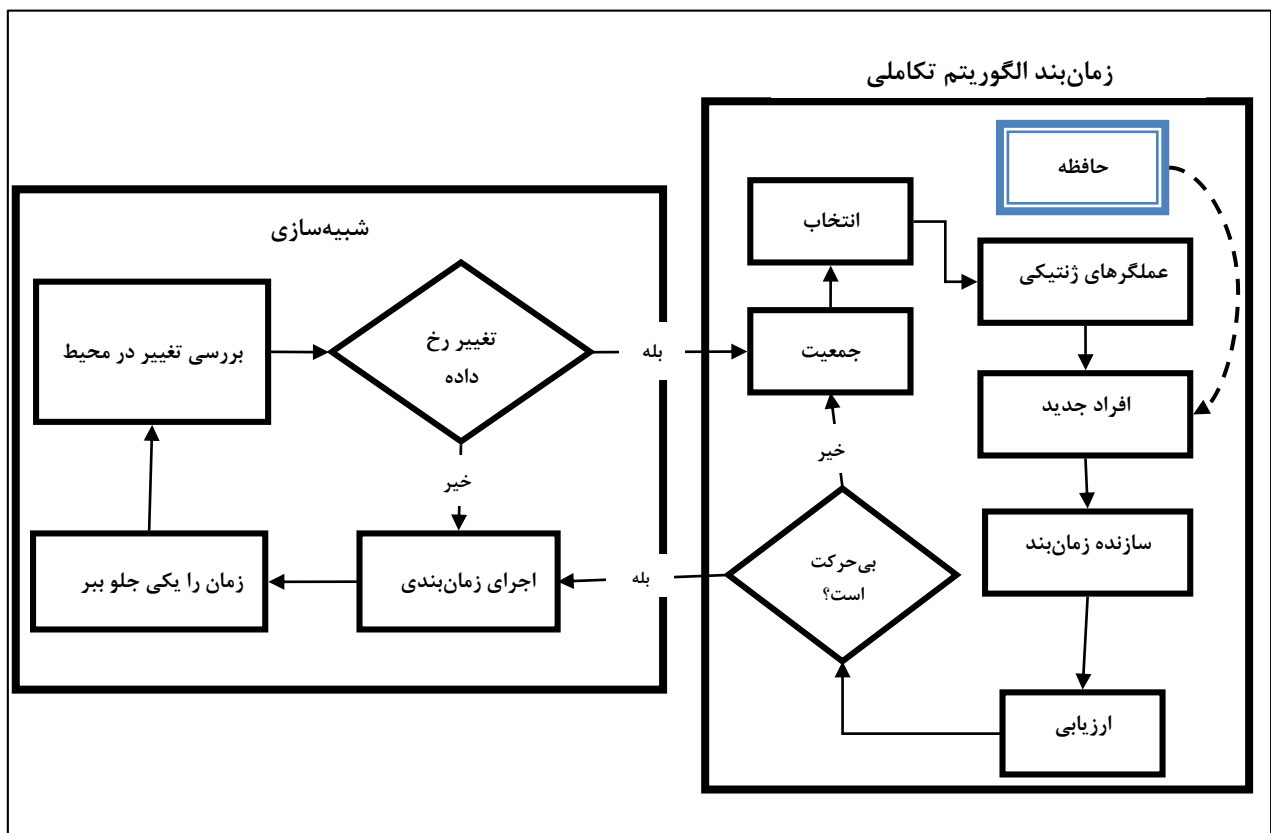 زمان‌بند الگوریتم تکاملی
حافظه
انتخاب
عملگرهای ژنتیکی
جمعیت
افراد جدید
خیر
سازنده زمان‌بند
بی‌حرکت
است؟
ارزیابی
بله
بله
شبیه‌سازی
تغییر رخ
داده
بررسی تغییر در محیط
خیر
اجرای زمان‌بندی
زمان را یکی جلو ببر